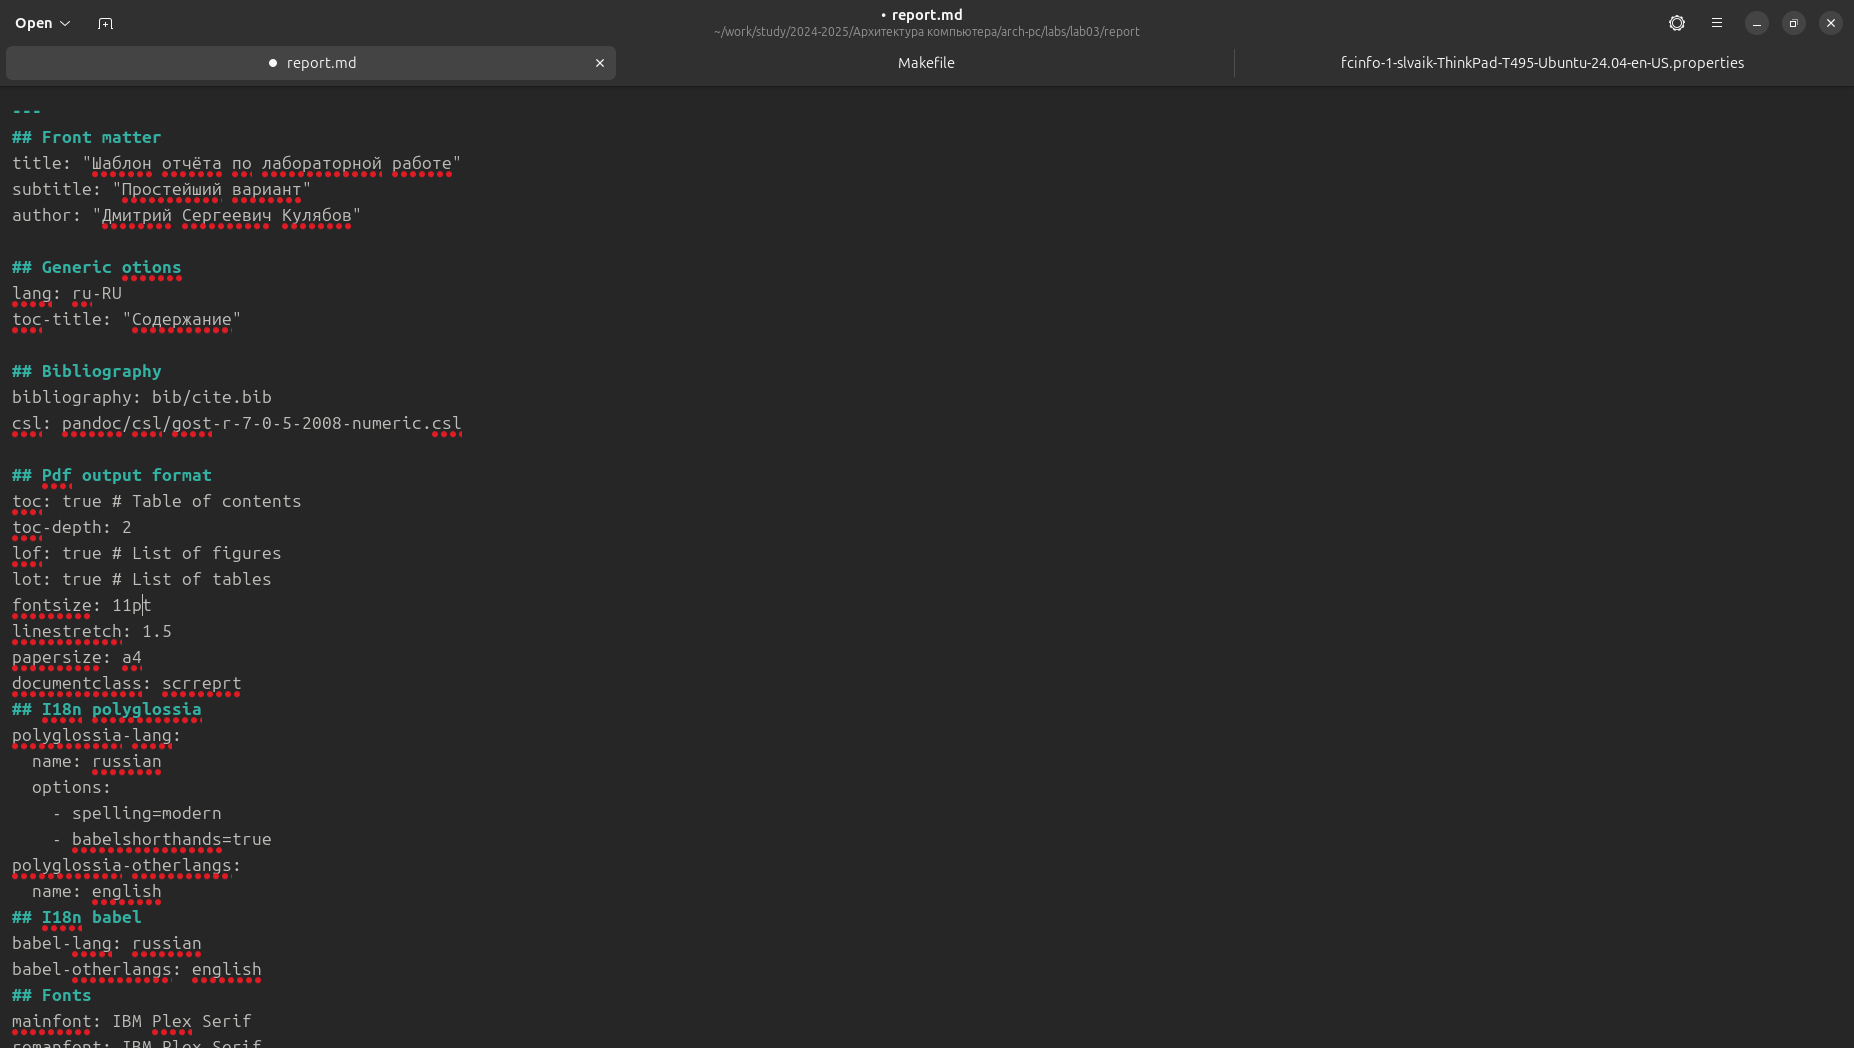 Open
• report.md
~/work/study/2024-2025/Архитектура компьютера/arch-pc/labs/lab03/report
report.md
Makefile
fcinfo-1-slvaik-ThinkPad-T495-Ubuntu-24.04-en-US.properties
---
## Front matter
title: "Шаблон отчёта по лабораторной работе"
subtitle: "Простейший вариант"
author: "Дмитрий Сергеевич Кулябов"
## Generic otions
lang: ru-RU
toc-title: "Содержание"
## Bibliography
bibliography: bib/cite.bib
csl: pandoc/csl/gost-r-7-0-5-2008-numeric.csl
## Pdf output format
toc: true # Table of contents
toc-depth: 2
lof: true # List of figures
lot: true # List of tables
fontsize: 11pt
linestretch: 1.5
papersize: a4
documentclass: scrreprt
## I18n polyglossia
polyglossia-lang:
  name: russian
  options:
    - spelling=modern
    - babelshorthands=true
polyglossia-otherlangs:
  name: english
## I18n babel
babel-lang: russian
babel-otherlangs: english
## Fonts
mainfont: IBM Plex Serif
romanfont: IBM Plex Serif